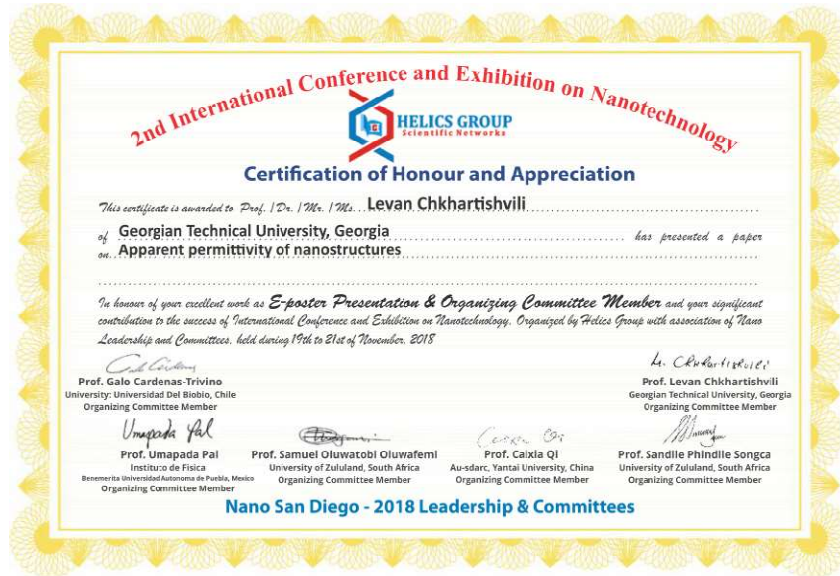 2nd International Conference and Exhibition on Nanotechnology
HELICS GROUP
Scientific Networks
Certification of Honour and Appreciation
This certificate is awarded to Prof. / Dr. / Mr. / Ms. Levan Chkhartishvili
of Georgian Technical University, Georgia has presented a paper
on Apparent permittivity of nanostructures
In honour of your excellent work as E-poster Presentation & Organizing Committee Member and your significant
contribution to the success of International Conference and Exhibition on Nanotechnology. Organized by Helics Group with association of Nano
Leadership and Committees, held during 19th to 21st of November, 2018
L. Chkhartishvili
Prof. Galo Cardenas-Trivino
University: Universidad Del Biobio, Chile
Organizing Committee Member
Prof. Levan Chkhartishvili
Georgian Technical University, Georgia
Organizing Committee Member
Umapada Pal
Prof. Umapada Pal
Instituto de Fisica
Benemerita Universidad Autonoma de Puebla, Mexico
Organizing Committee Member
Prof. Samuel Oluwatobi Oluwafemi
University of Zululand, South Africa
Organizing Committee Member
Caixia Qi
Prof. Caixia Qi
Au-sdarc, Yantai University, China
Organizing Committee Member
Prof. Sandile Phindile Songca
University of Zululand, South Africa
Organizing Committee Member
Nano San Diego - 2018 Leadership & Committees